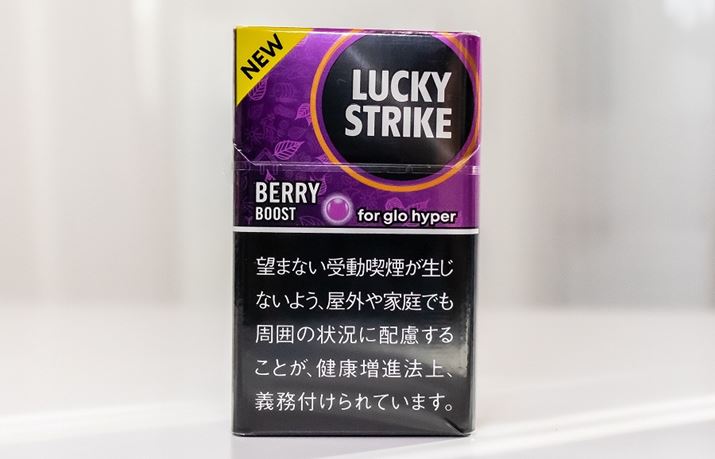 NEW
LUCKY
STRIKE
BERRY
BOOST
for glo hyper
望まない受動喫煙が生じ
ないよう、屋外や家庭でも
周囲の状況に配慮する
ことが、健康増進法上、
義務付けられています。